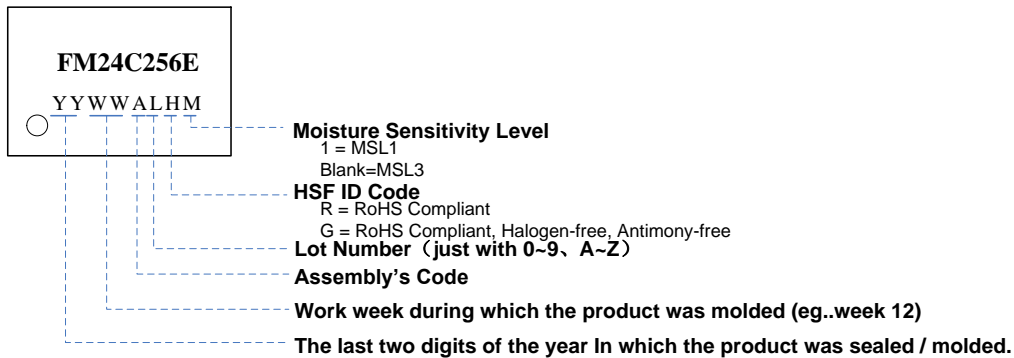 FM24C256E
YYWWALHM
Moisture Sensitivity Level
1 = MSL1
Blank=MSL3
HSF ID Code
R = RoHS Compliant
G = RoHS Compliant, Halogen-free, Antimony-free
Lot Number（just with 0~9、A~Z）
Assembly's Code
Work week during which the product was molded (eg..week 12)
The last two digits of the year In which the product was sealed / molded.